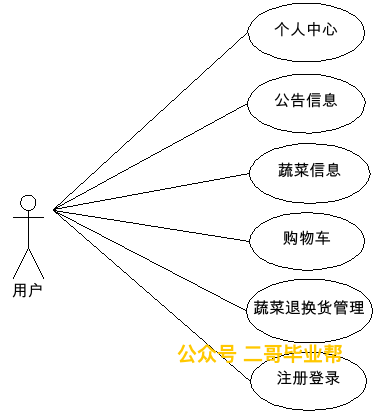 个人中心
公告信息
蔬菜信息
购物车
用户
蔬菜退换货管理
公众号 二哥毕业帮
注册登录